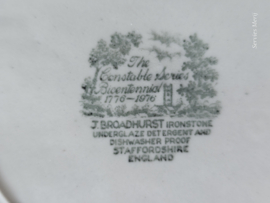 The
Constable Series
Bicentennial
1776-1976
J. BROADHURST IRONSTONE
UNDERGLAZE DETERGENT AND
DISHWASHER PROOF
STAFFORDSHIRE
ENGLAND